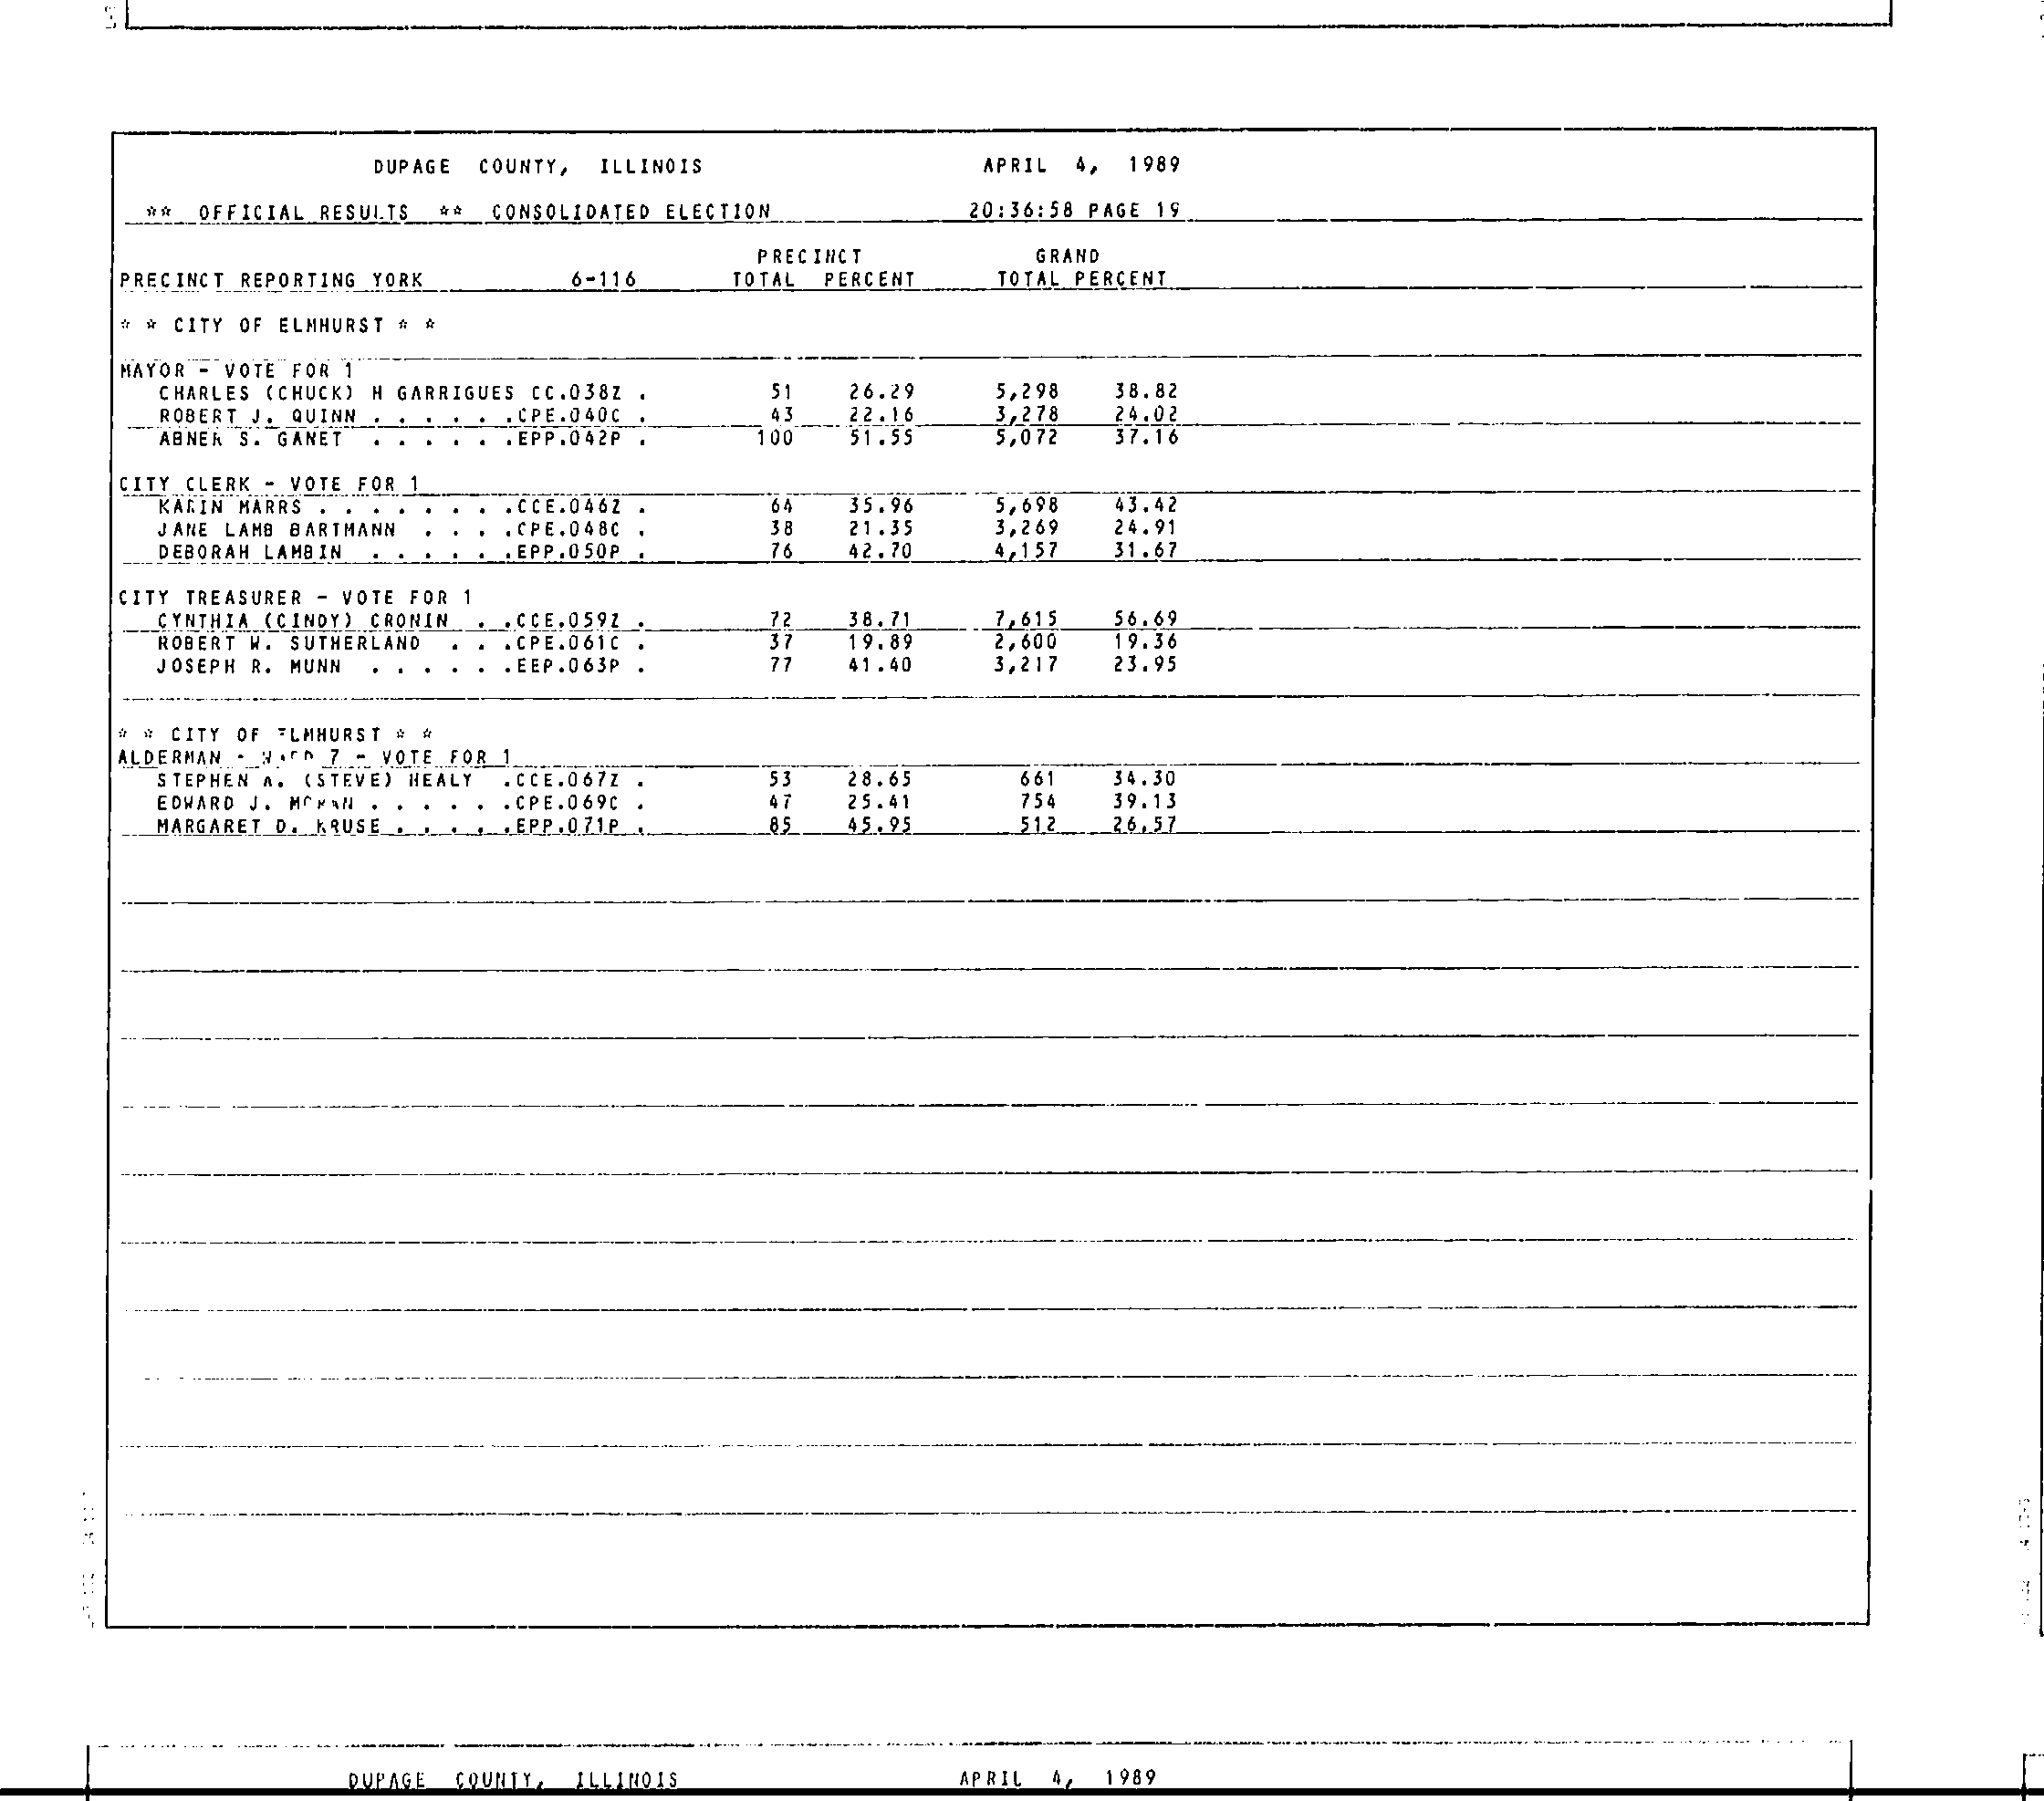 DUPAGE COUNTY, ILLINOIS APRIL 4, 1989
** OFFICIAL RESULTS ** CONSOLIDATED ELECTION 20:36:58 PAGE 19
PRECINCT GRAND
PRECINCT REPORTING YORK 6-116 TOTAL PERCENT TOTAL PERCENT
* * CITY OF ELMHURST * *
MAYOR - VOTE FOR 1
CHARLES (CHUCK) H GARRIGUES CC.038Z . 51 26.29 5,298 38.82
ROBERT J. QUINN . . . . . .CPE.040C . 43 22.16 3,278 24.02
ABNER S. GANET . . . . . .EPP.042P . 100 51.55 5,072 37.16
CITY CLERK - VOTE FOR 1
KARIN MARRS . . . . . . . .CCE.046Z . 64 35.96 5,698 43.42
JANE LAMB BARTMANN . . . .CPE.048C . 38 21.35 3,269 24.91
DEBORAH LAMBIN . . . . . .EPP.050P . 76 42.70 4,157 31.67
CITY TREASURER - VOTE FOR 1
CYNTHIA (CINDY) CRONIN . .CCE.059Z . 72 38.71 7,615 56.69
ROBERT W. SUTHERLAND . . .CPE.061C . 37 19.89 2,600 19.36
JOSEPH R. MUNN . . . . . .EEP.063P . 77 41.40 3,217 23.95
* * CITY OF ELMHURST * *
ALDERMAN - WARD 7 - VOTE FOR 1
STEPHEN A. (STEVE) HEALY .CCE.067Z . 53 28.65 661 34.30
EDWARD J. MORAN . . . . . .CPE.069C . 47 25.41 754 39.13
MARGARET D. KRUSE . . . . .EPP.071P . 85 45.95 512 26.57
DUPAGE COUNTY, ILLINOIS APRIL 4, 1989